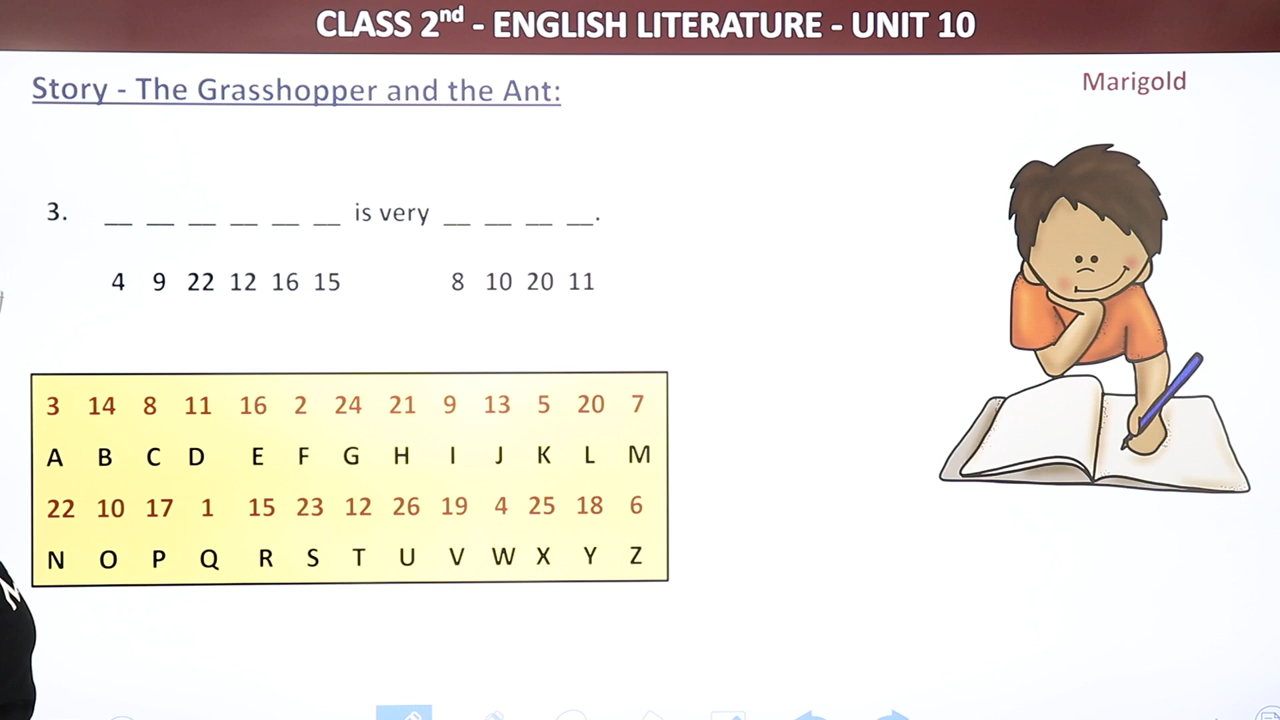 CLASS 2nd - ENGLISH LITERATURE - UNIT 10
Story - The Grasshopper and the Ant:
Marigold
3. __ __ __ __ __ __ is very __ __ __ __.
4 9 22 12 16 15 8 10 20 11
3 14 8 11 16 2 24 21 9 13 5 20 7
A B C D E F G H I J K L M
22 10 17 1 15 23 12 26 19 4 25 18 6
N O P Q R S T U V W X Y Z